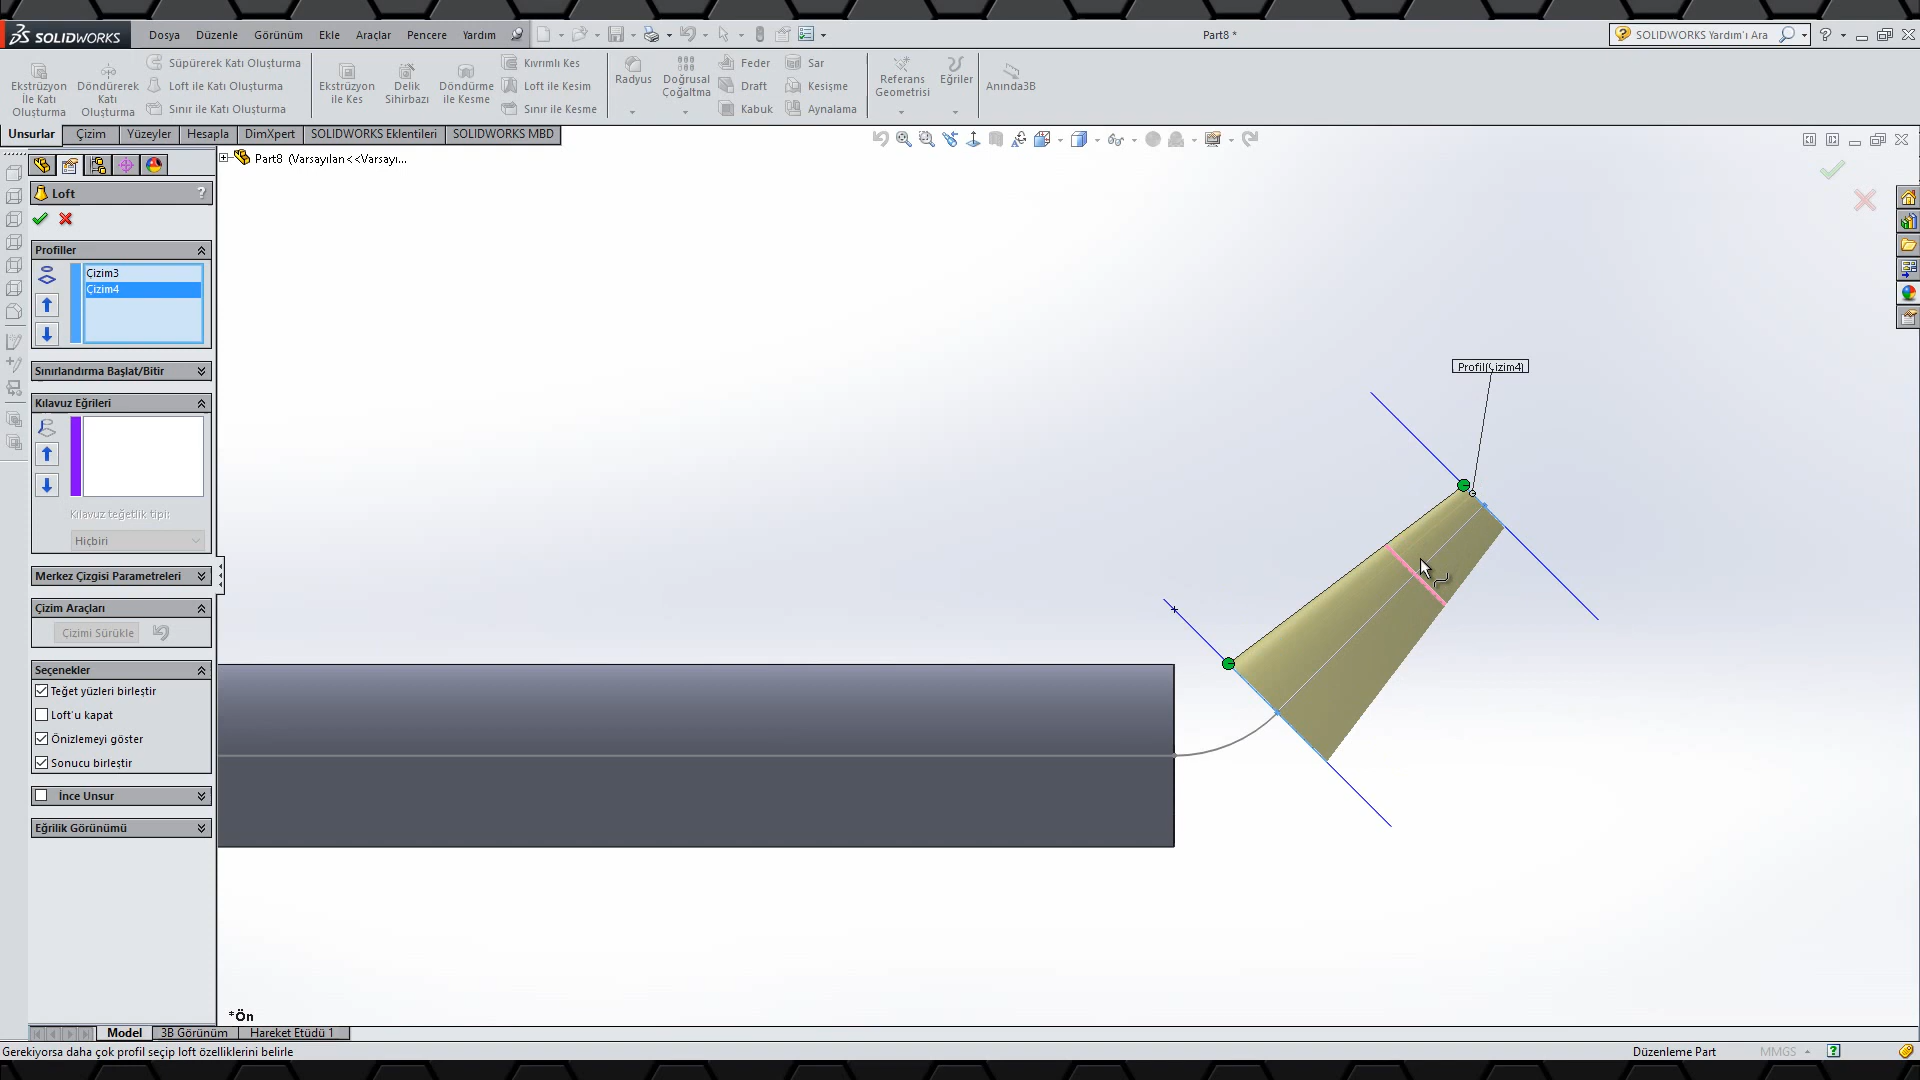 SOLIDWORKS
Dosya Düzenle Görünüm Ekle Araçlar Pencere Yardım
Part8 *
SOLIDWORKS Yardım'ı Ara
Ekstrüzyon İle Katı Oluşturma
Döndürerek Katı Oluşturma
Süpürerek Katı Oluşturma
Loft ile Katı Oluşturma
Sınır ile Katı Oluşturma
Ekstrüzyon ile Kes
Delik Sihirbazı
Döndürme ile Kesme
Kıvrımlı Kes
Loft ile Kesim
Sınır ile Kesme
Radyus
Doğrusal Çoğaltma
Feder
Draft
Kabuk
Sar
Kesişme
Aynalama
Referans Geometrisi
Eğriler
Anında3B
Unsurlar Çizim Yüzeyler Hesapla DimXpert SOLIDWORKS Eklentileri SOLIDWORKS MBD
Part8 (Varsayılan<<Varsayı...
Loft ?
Profiller
Çizim3
Çizim4
Sınırlandırma Başlat/Bitir
Kılavuz Eğrileri
Kılavuz teğetlik tipi:
Hiçbiri
Merkez Çizgisi Parametreleri
Çizim Araçları
Çizimi Sürükle
Seçenekler
Teğet yüzleri birleştir
Loft'u kapat
Önizlemeyi göster
Sonucu birleştir
İnce Unsur
Eğrilik Görünümü
Profil(Çizim4)
*Ön
Model 3B Görünüm Hareket Etüdü 1
Gerekiyorsa daha çok profil seçip loft özelliklerini belirle
Düzenleme Part MMGS